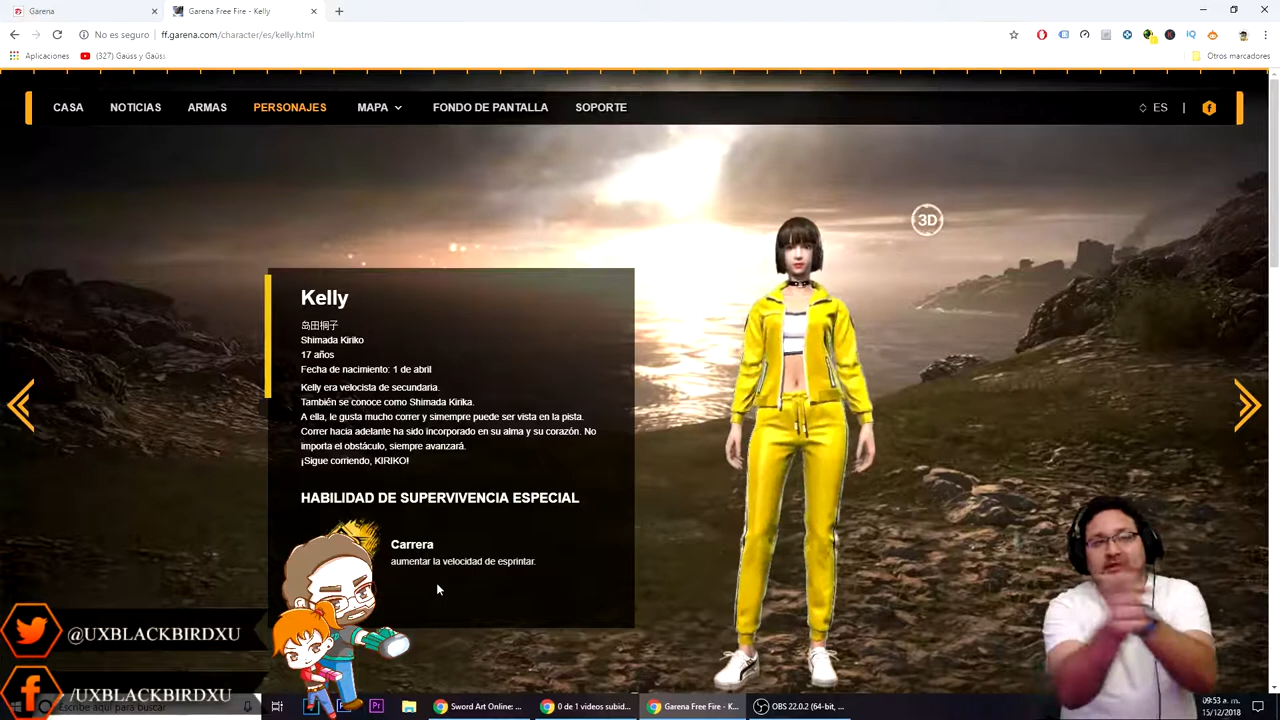 Garena
Garena Free Fire - Kelly
No es seguro
ff.garena.com/character/es/kelly.html
Aplicaciones
(327) Gaüss y Gaüss
Otros marcadores
CASA
NOTICIAS
ARMAS
PERSONAJES
MAPA
FONDO DE PANTALLA
SOPORTE
ES
|
3D
Kelly
岛田桐子
Shimada Kiriko
17 años
Fecha de nacimiento: 1 de abril
Kelly era velocista de secundaria.
También se conoce como Shimada Kirika.
A ella, le gusta mucho correr y simempre puede ser vista en la pista.
Correr hacia adelante ha sido incorporado en su alma y su corazón. No
importa el obstáculo, siempre avanzará.
¡Sigue corriendo, KIRIKO!
HABILIDAD DE SUPERVIVENCIA ESPECIAL
Carrera
aumentar la velocidad de esprintar.
@UXBLACKBIRDXU
/UXBLACKBIRDXU
Escribe aquí para buscar
Pr
Sword Art Online: ...
0 de 1 videos subid...
Garena Free Fire - K...
OBS 22.0.2 (64-bit, ...
09:53 a. m.
15/12/2018